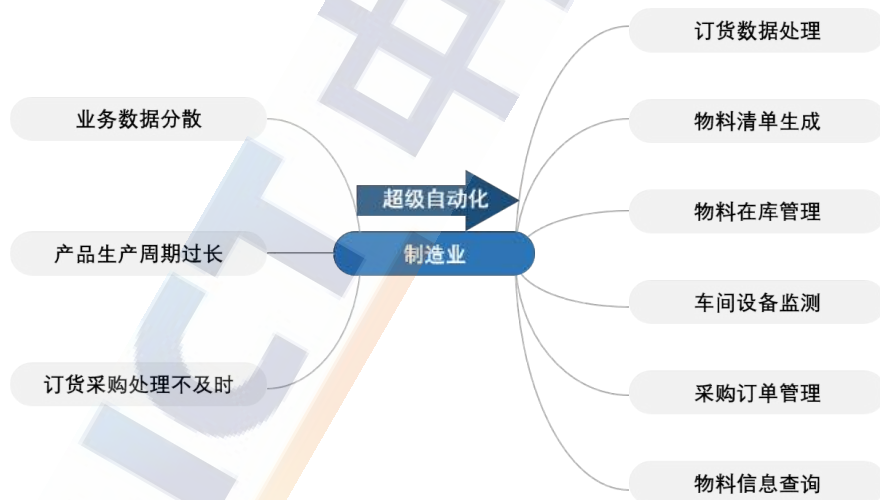 业务数据分散
产品生产周期过长
订货采购处理不及时
超级自动化
制造业
订货数据处理
物料清单生成
物料在库管理
车间设备监测
采购订单管理
物料信息查询
ICT